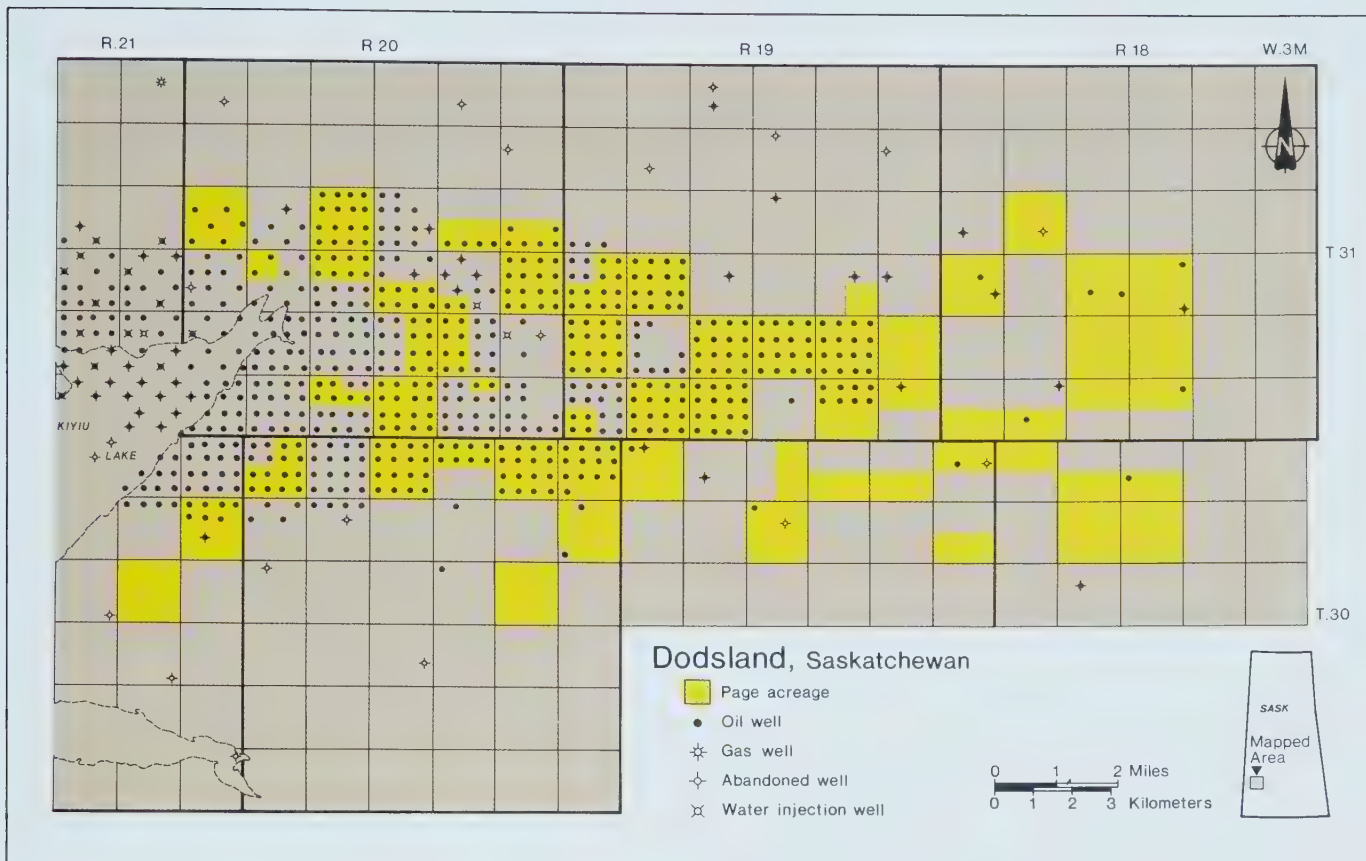 R.21 R 20 R 19 R 18 W.3M
N
T 31
KIYIU
LAKE
T.30
Dodsland, Saskatchewan
Page acreage
Oil well
Gas well
Abandoned well
Water injection well
0 1 2 Miles
0 1 2 3 Kilometers
SASK
Mapped
Area